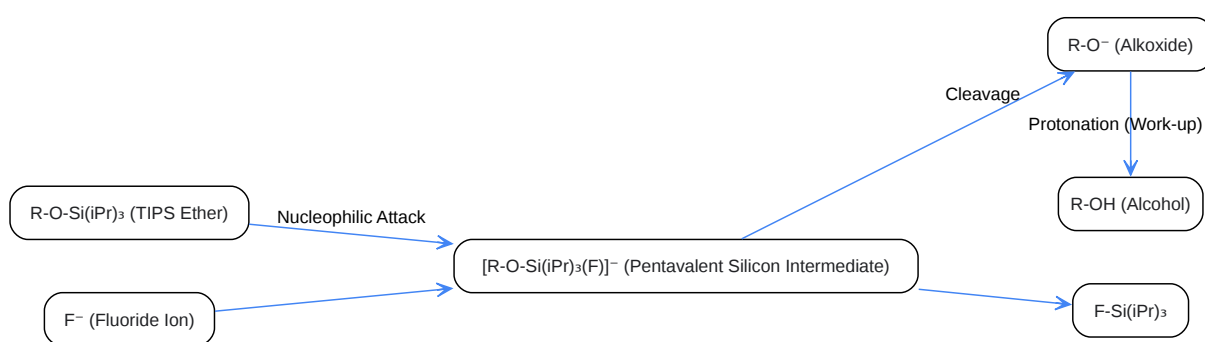 R-O⁻ (Alkoxide)
Cleavage
Protonation (Work-up)
R-O-Si(iPr)₃ (TIPS Ether)
R-OH (Alcohol)
Nucleophilic Attack
[R-O-Si(iPr)₃(F)]⁻ (Pentavalent Silicon Intermediate)
F-Si(iPr)₃
F⁻ (Fluoride Ion)